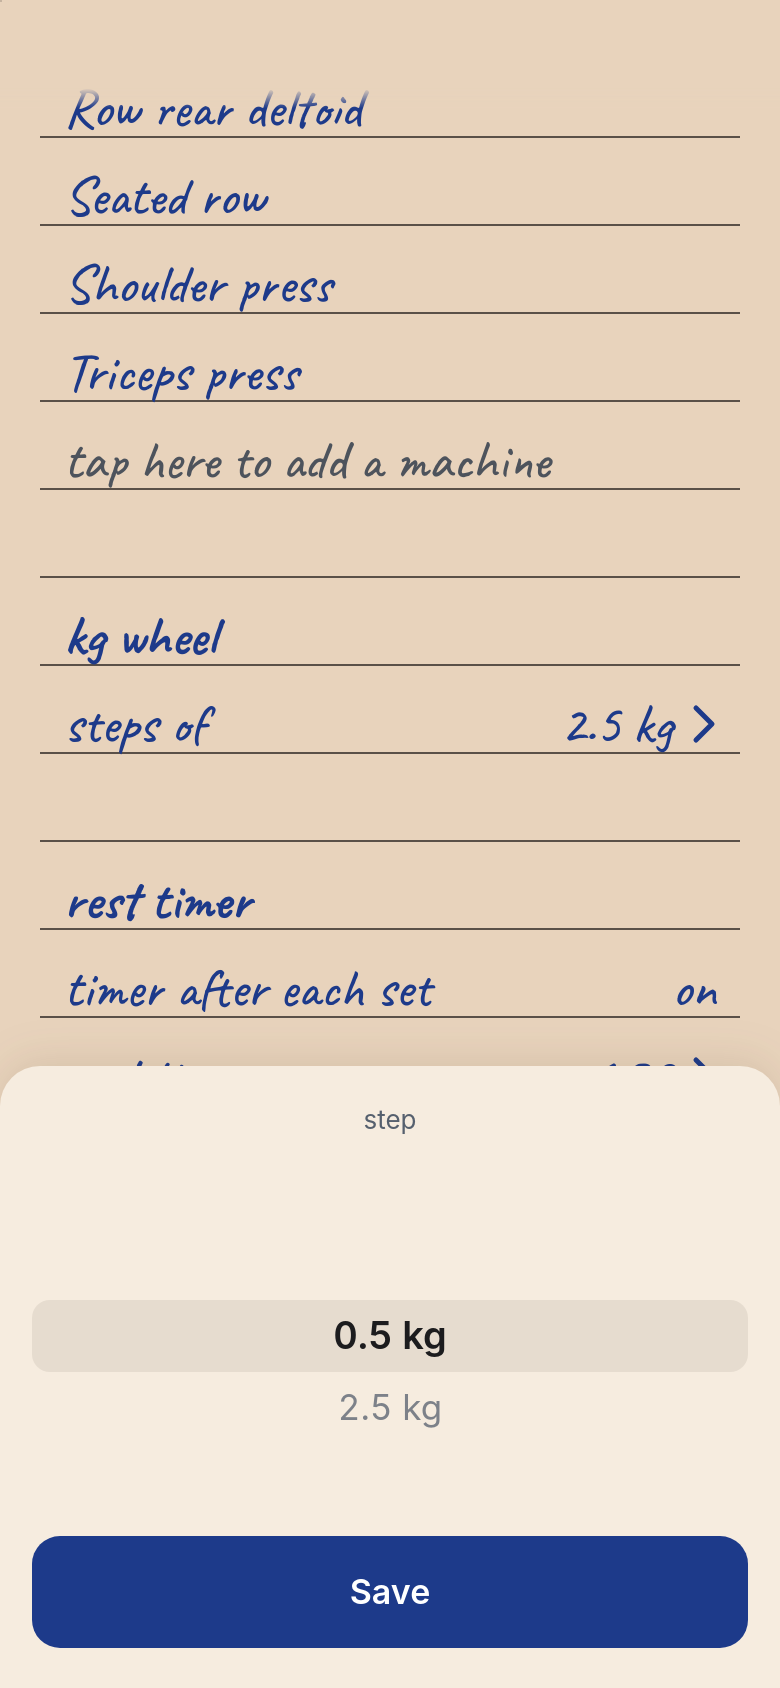 Row rear deltoid
Seated row
Shoulder press
Triceps press
tap here to add a machine
kg wheel
steps of 2.5 kg
rest timer
timer after each set on
step
0.5 kg
2.5 kg
Save